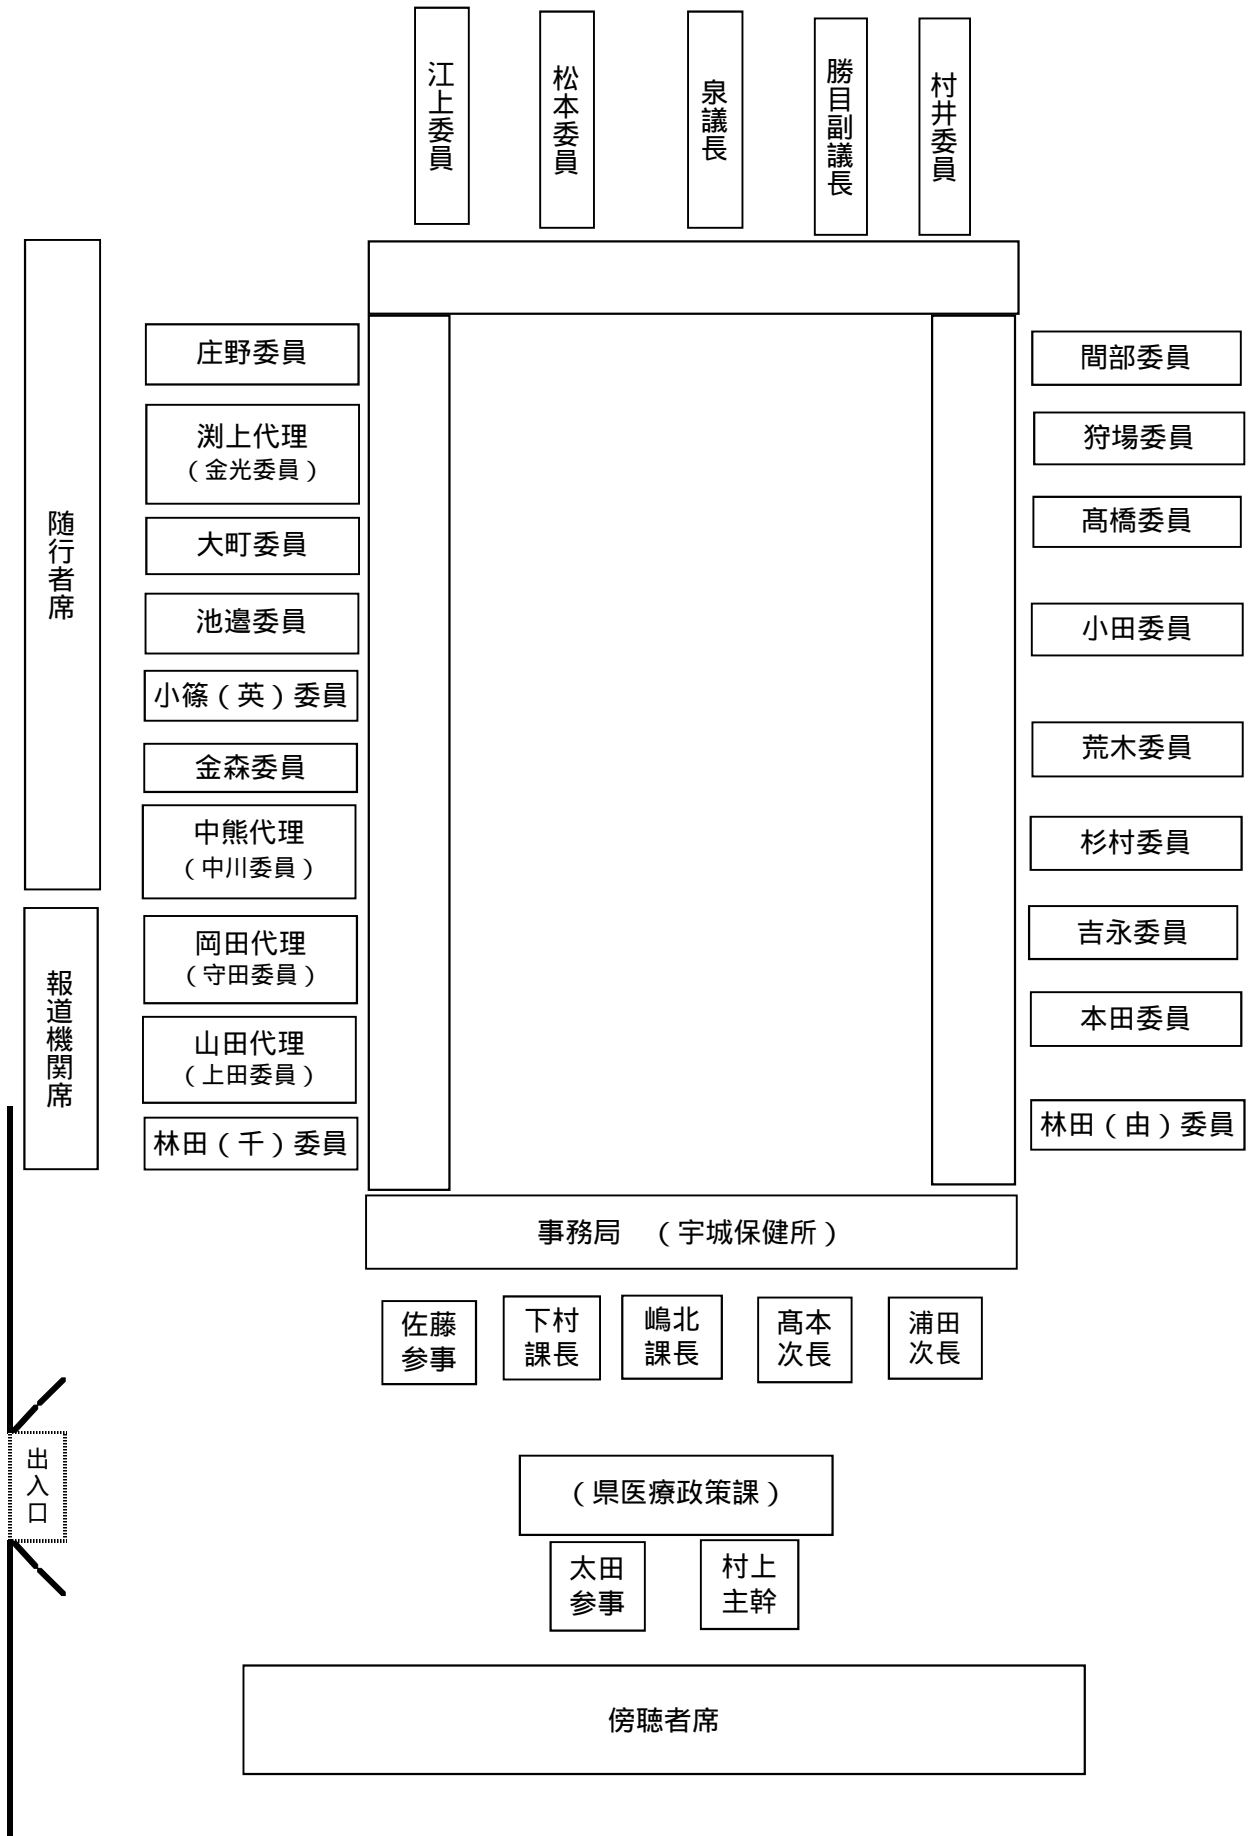 江上委員
松本委員
泉議長
勝目副議長
村井委員
随行者席
報道機関席
庄野委員
渕上代理
（金光委員）
大町委員
池邉委員
小篠（英）委員
金森委員
中熊代理
（中川委員）
岡田代理
（守田委員）
山田代理
（上田委員）
林田（千）委員
間部委員
狩場委員
髙橋委員
小田委員
荒木委員
杉村委員
吉永委員
本田委員
林田（由）委員
事務局　（宇城保健所）
佐藤
参事
下村
課長
嶋北
課長
髙本
次長
浦田
次長
出入口
（県医療政策課）
太田
参事
村上
主幹
傍聴者席